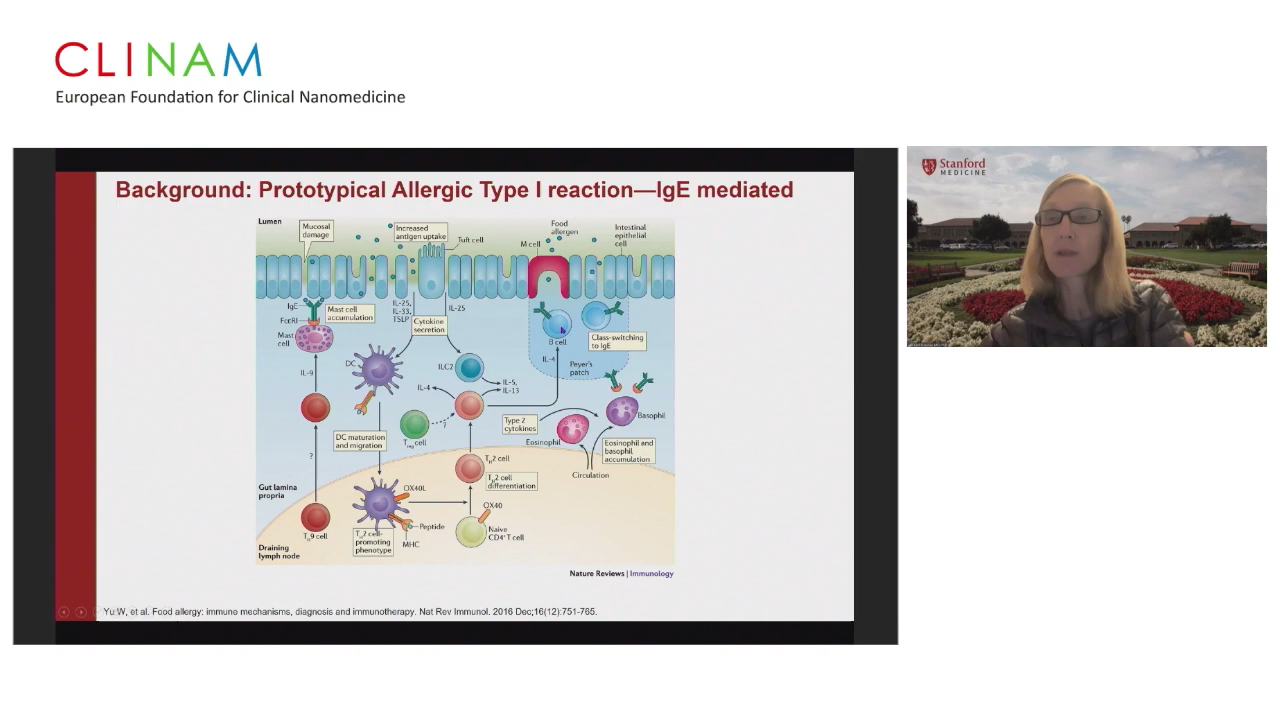 CLINAM
European Foundation for Clinical Nanomedicine
Stanford
MEDICINE
Background: Prototypical Allergic Type I reaction—IgE mediated
Lumen
Mucosal
damage
Increased
antigen uptake
Tuft cell
M cell
Food
allergen
Intestinal
epithelial
cell
IgE
FcεRI
Mast
cell
Mast cell
accumulation
IL-25,
IL-33,
TSLP
IL-25
Cytokine
secretion
B cell
Class-switching
to IgE
IL-4
Peyer's
patch
IL-9
DC
ILC2
IL-5,
IL-13
IL-4
Treg cell
?
Type 2
cytokines
Basophil
Eosinophil
Eosinophil and
basophil
accumulation
Circulation
DC maturation
and migration
?
TH2 cell
TH2 cell
differentiation
Gut lamina
propria
OX40L
OX40
Peptide
MHC
Naive
CD4+ T cell
TH9 cell
TH2 cell-
promoting
phenotype
Draining
lymph node
Nature Reviews | Immunology
Yu W, et al. Food allergy: immune mechanisms, diagnosis and immunotherapy. Nat Rev Immunol. 2016 Dec;16(12):751-765.